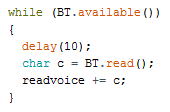 while (BT.available())
{
  delay(10);
  char c = BT.read();
  readvoice += c;
}